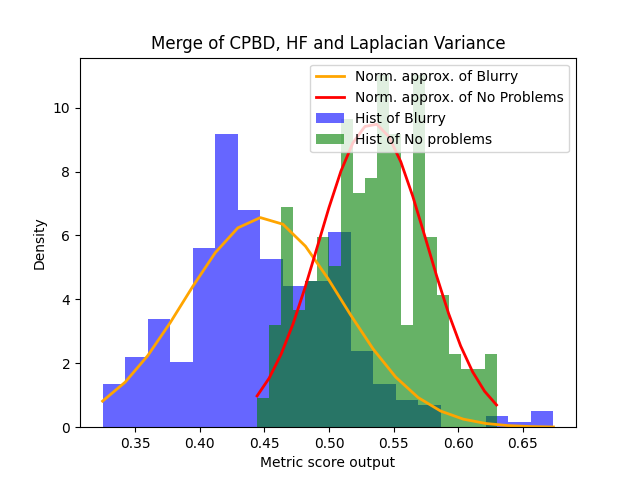 Merge of CPBD, HF and Laplacian Variance
Norm. approx. of Blurry
Norm. approx. of No Problems
Hist of Blurry
Hist of No problems
Density
10
8
6
4
2
0
0.35 0.40 0.45 0.50 0.55 0.60 0.65
Metric score output